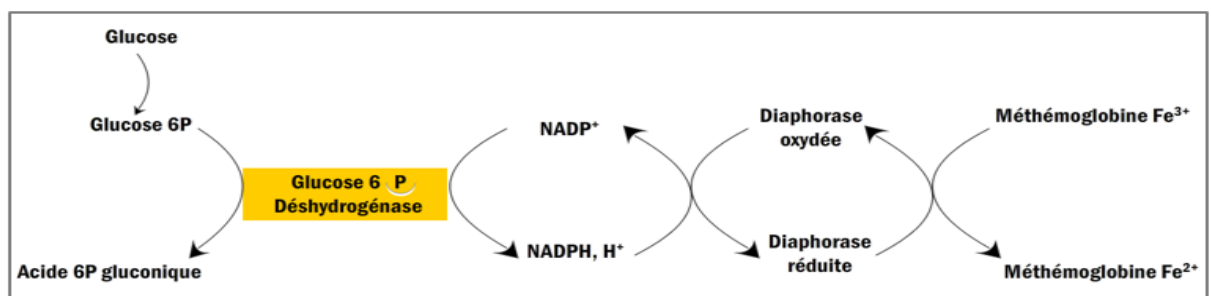 Glucose
Glucose 6P
Glucose 6 P
Déshydrogénase
Acide 6P gluconique
NADP⁺
NADPH, H⁺
Diaphorase
oxydée
Diaphorase
réduite
Méthémoglobine Fe³⁺
Méthémoglobine Fe²⁺